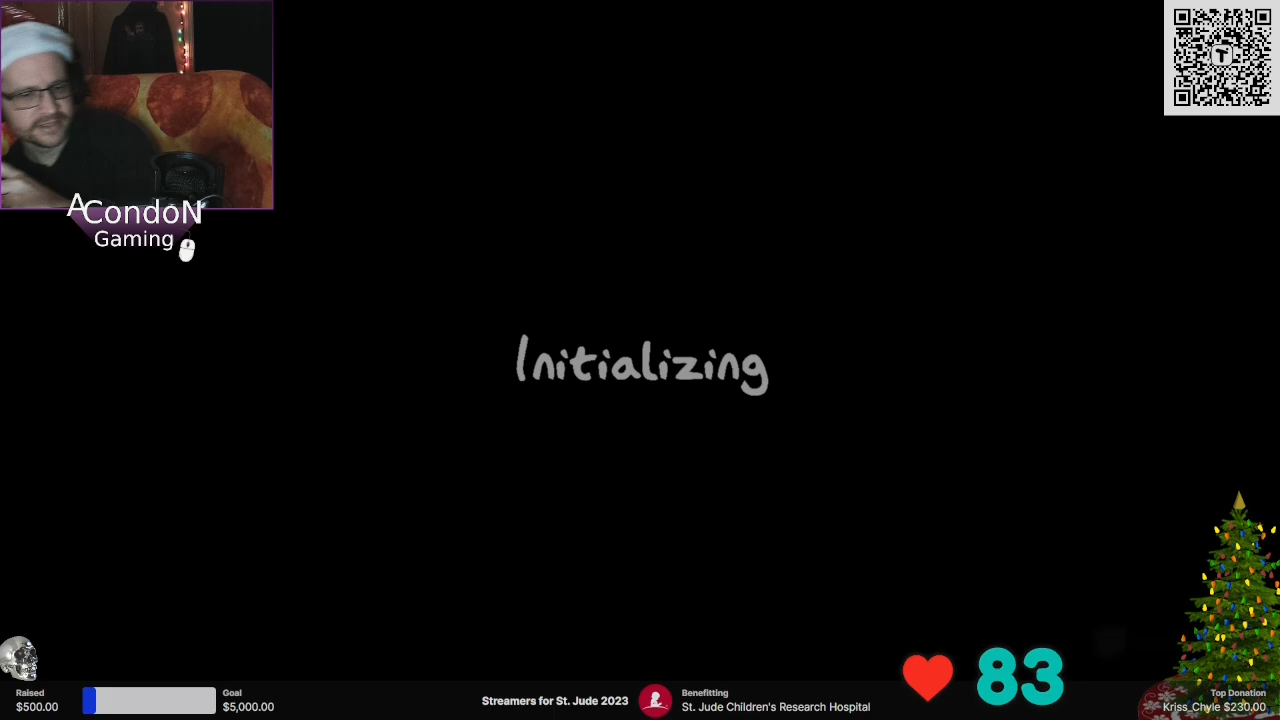 ACondoN
Gaming
Initializing
83
Raised
$500.00
Goal
$5,000.00
Streamers for St. Jude 2023
Benefitting
St. Jude Children's Research Hospital
Top Donation
Kriss_Chyle $230.00